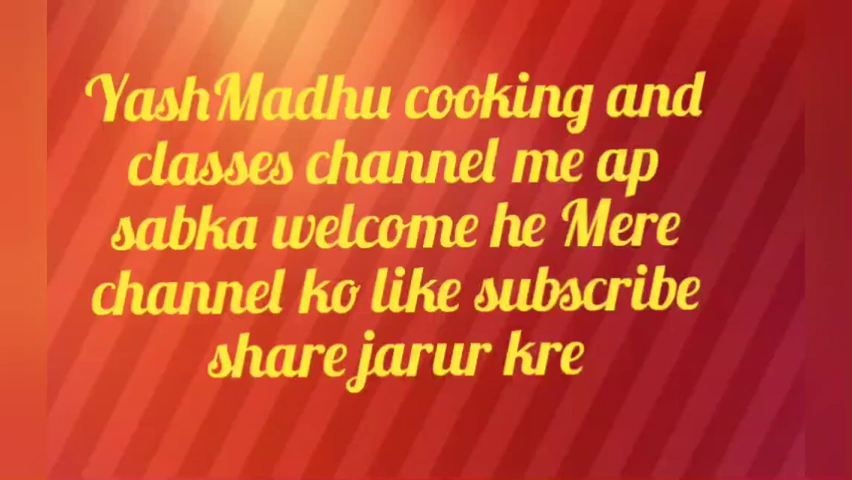 YashMadhu cooking and
classes channel me ap
sabka welcome he Mere
channel ko like subscribe
share jarur kre